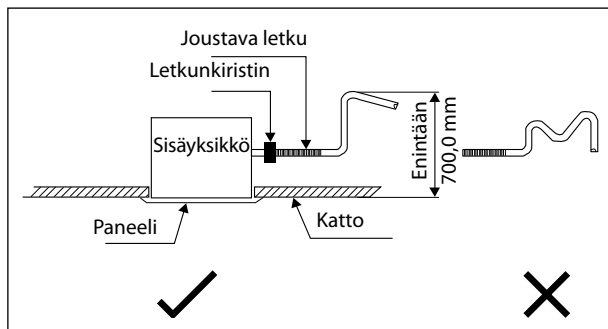 Joustava letku
Letkunkiristin
Sisäyksikkö
Enintään
700,0 mm
Paneeli
Katto